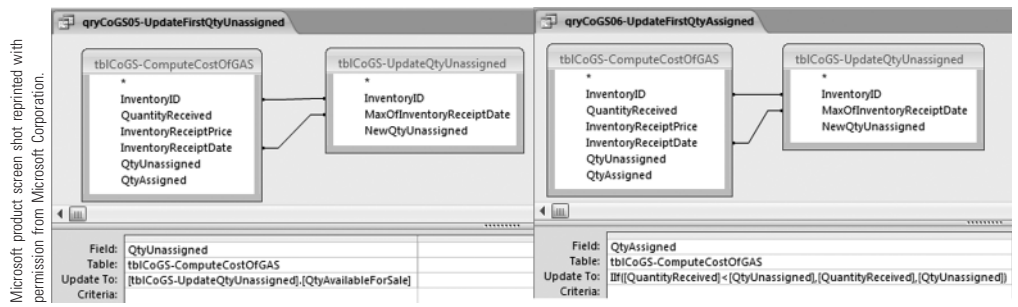 Microsoft product screen shot reprinted with
permission from Microsoft Corporation.
qryCoGS05-UpdateFirstQtyUnassigned
tblCoGS-ComputeCostOfGAS
*
InventoryID
QuantityReceived
InventoryReceiptPrice
InventoryReceiptDate
QtyUnassigned
QtyAssigned
tblCoGS-UpdateQtyUnassigned
*
InventoryID
MaxOfInventoryReceiptDate
NewQtyUnassigned
Field: QtyUnassigned
Table: tblCoGS-ComputeCostOfGAS
Update To: [tblCoGS-UpdateQtyUnassigned].[QtyAvailableForSale]
Criteria:
qryCoGS06-UpdateFirstQtyAssigned
tblCoGS-ComputeCostOfGAS
*
InventoryID
QuantityReceived
InventoryReceiptPrice
InventoryReceiptDate
QtyUnassigned
QtyAssigned
tblCoGS-UpdateQtyUnassigned
*
InventoryID
MaxOfInventoryReceiptDate
NewQtyUnassigned
Field: QtyAssigned
Table: tblCoGS-ComputeCostOfGAS
Update To: IIf([QuantityReceived]<[QtyUnassigned],[QuantityReceived],[QtyUnassigned])
Criteria: